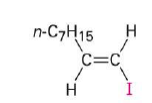 n-C₇H₁₅ H
C=C
H I